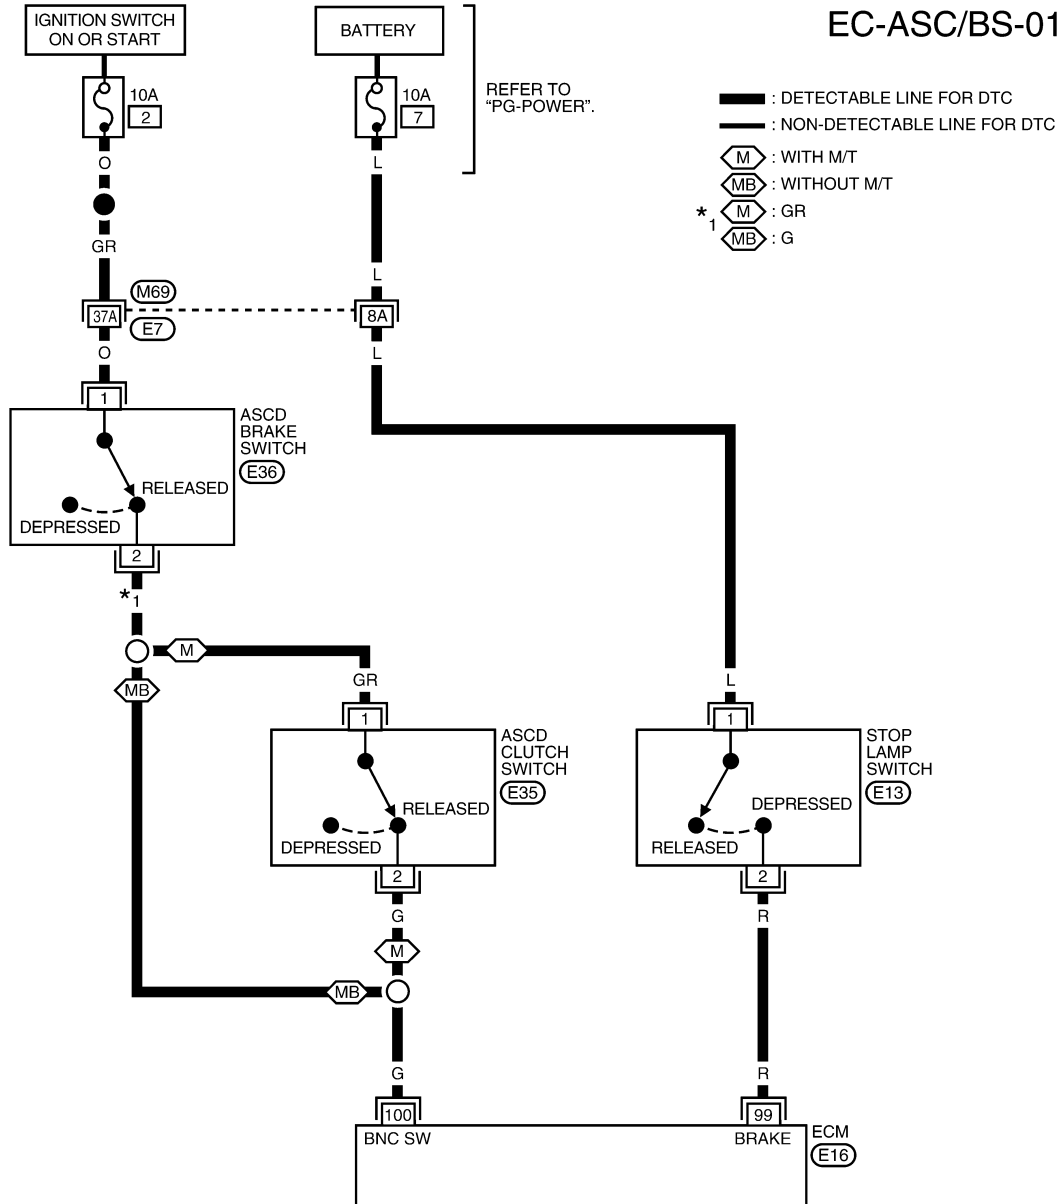 EC-ASC/BS-01
IGNITION SWITCH
ON OR START
BATTERY
REFER TO
“PG-POWER”.
10A
2
10A
7
: DETECTABLE LINE FOR DTC
: NON-DETECTABLE LINE FOR DTC
M : WITH M/T
MB : WITHOUT M/T
*1 M : GR
MB : G
O
L
GR
L
M69
37A
8A
E7
O
L
1
ASCD
BRAKE
SWITCH
E36
RELEASED
DEPRESSED
2
*1
M
MB
GR
L
1
1
ASCD
CLUTCH
SWITCH
E35
RELEASED
DEPRESSED
STOP
LAMP
SWITCH
E13
DEPRESSED
RELEASED
2
2
G
R
M
MB
G
R
100
99
BNC SW
BRAKE
ECM
E16